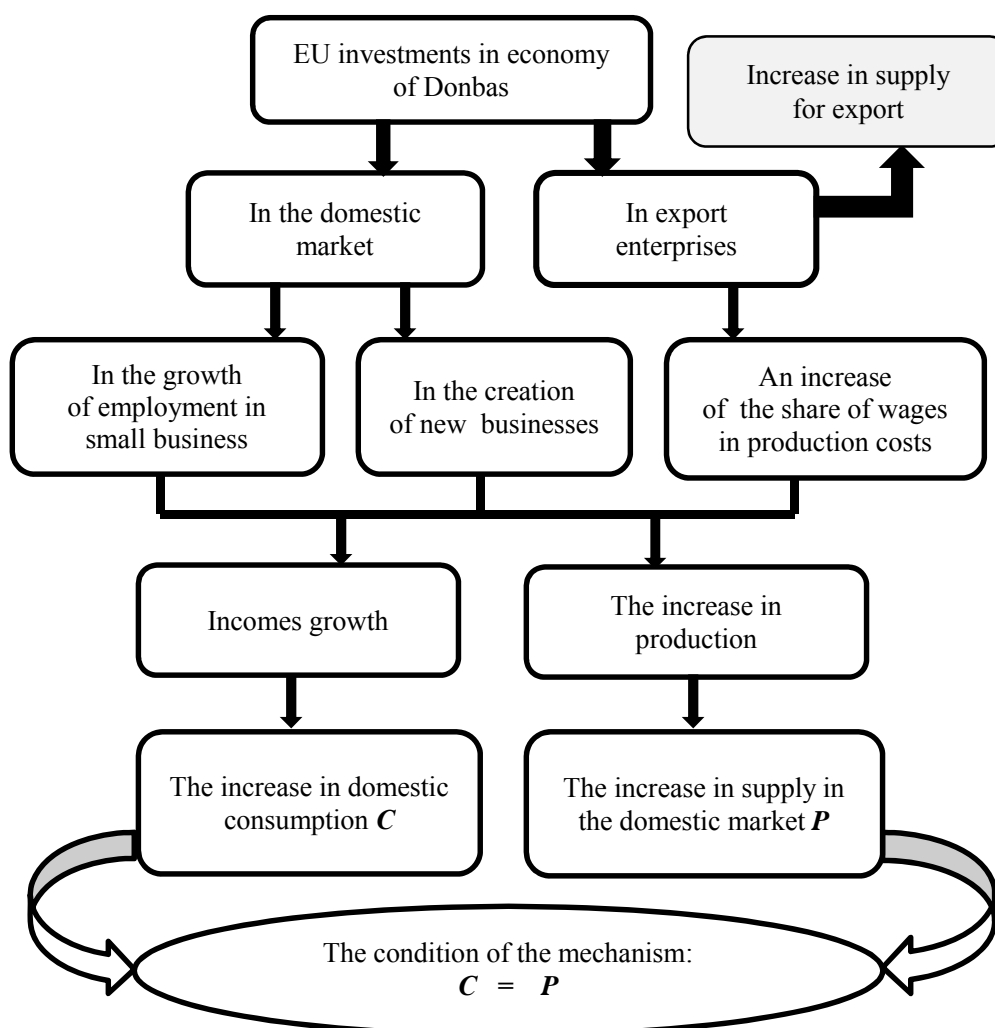 EU investments in economy
of Donbas
Increase in supply
for export
In the domestic
market
In export
enterprises
In the growth
of employment in
small business
In the creation
of new businesses
An increase
of the share of wages
in production costs
Incomes growth
The increase in
production
The increase in domestic
consumption C
The increase in supply in
the domestic market P
The condition of the mechanism:
C = P